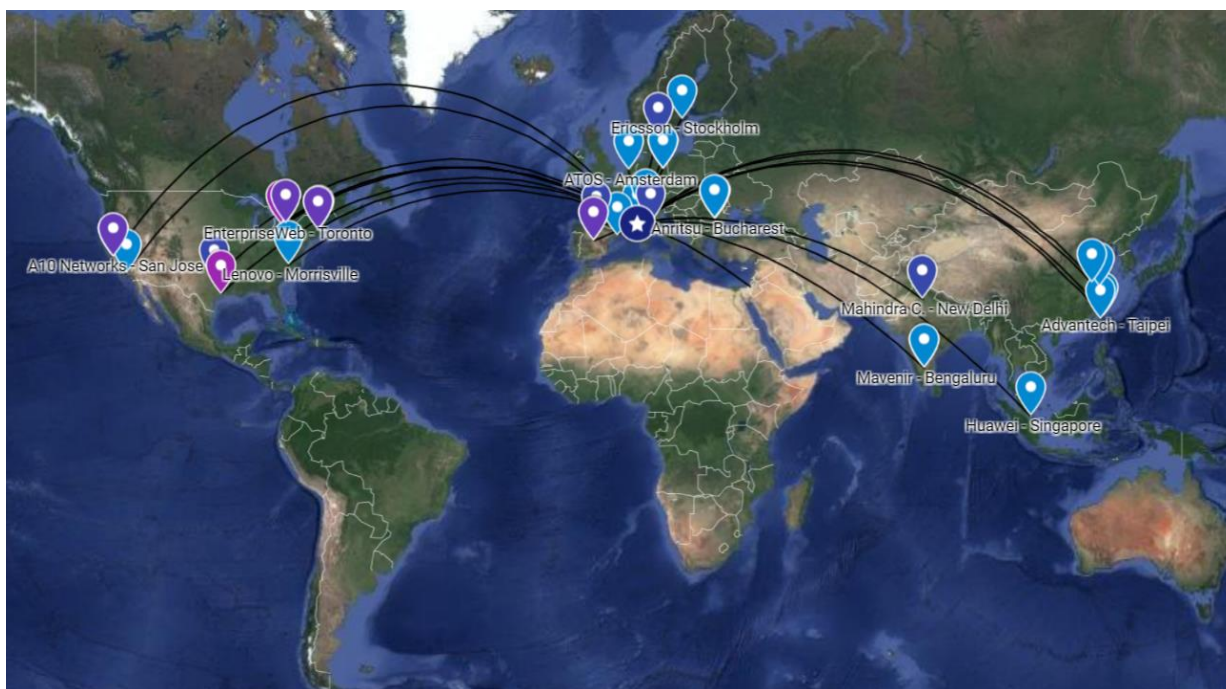 Ericsson - Stockholm
ATOS - Amsterdam
Anritsu - Bucharest
EnterpriseWeb - Toronto
A10 Networks - San Jose
Lenovo - Morrisville
Mahindra C. - New Delhi
Advantech - Taipei
Mavenir - Bengaluru
Huawei - Singapore